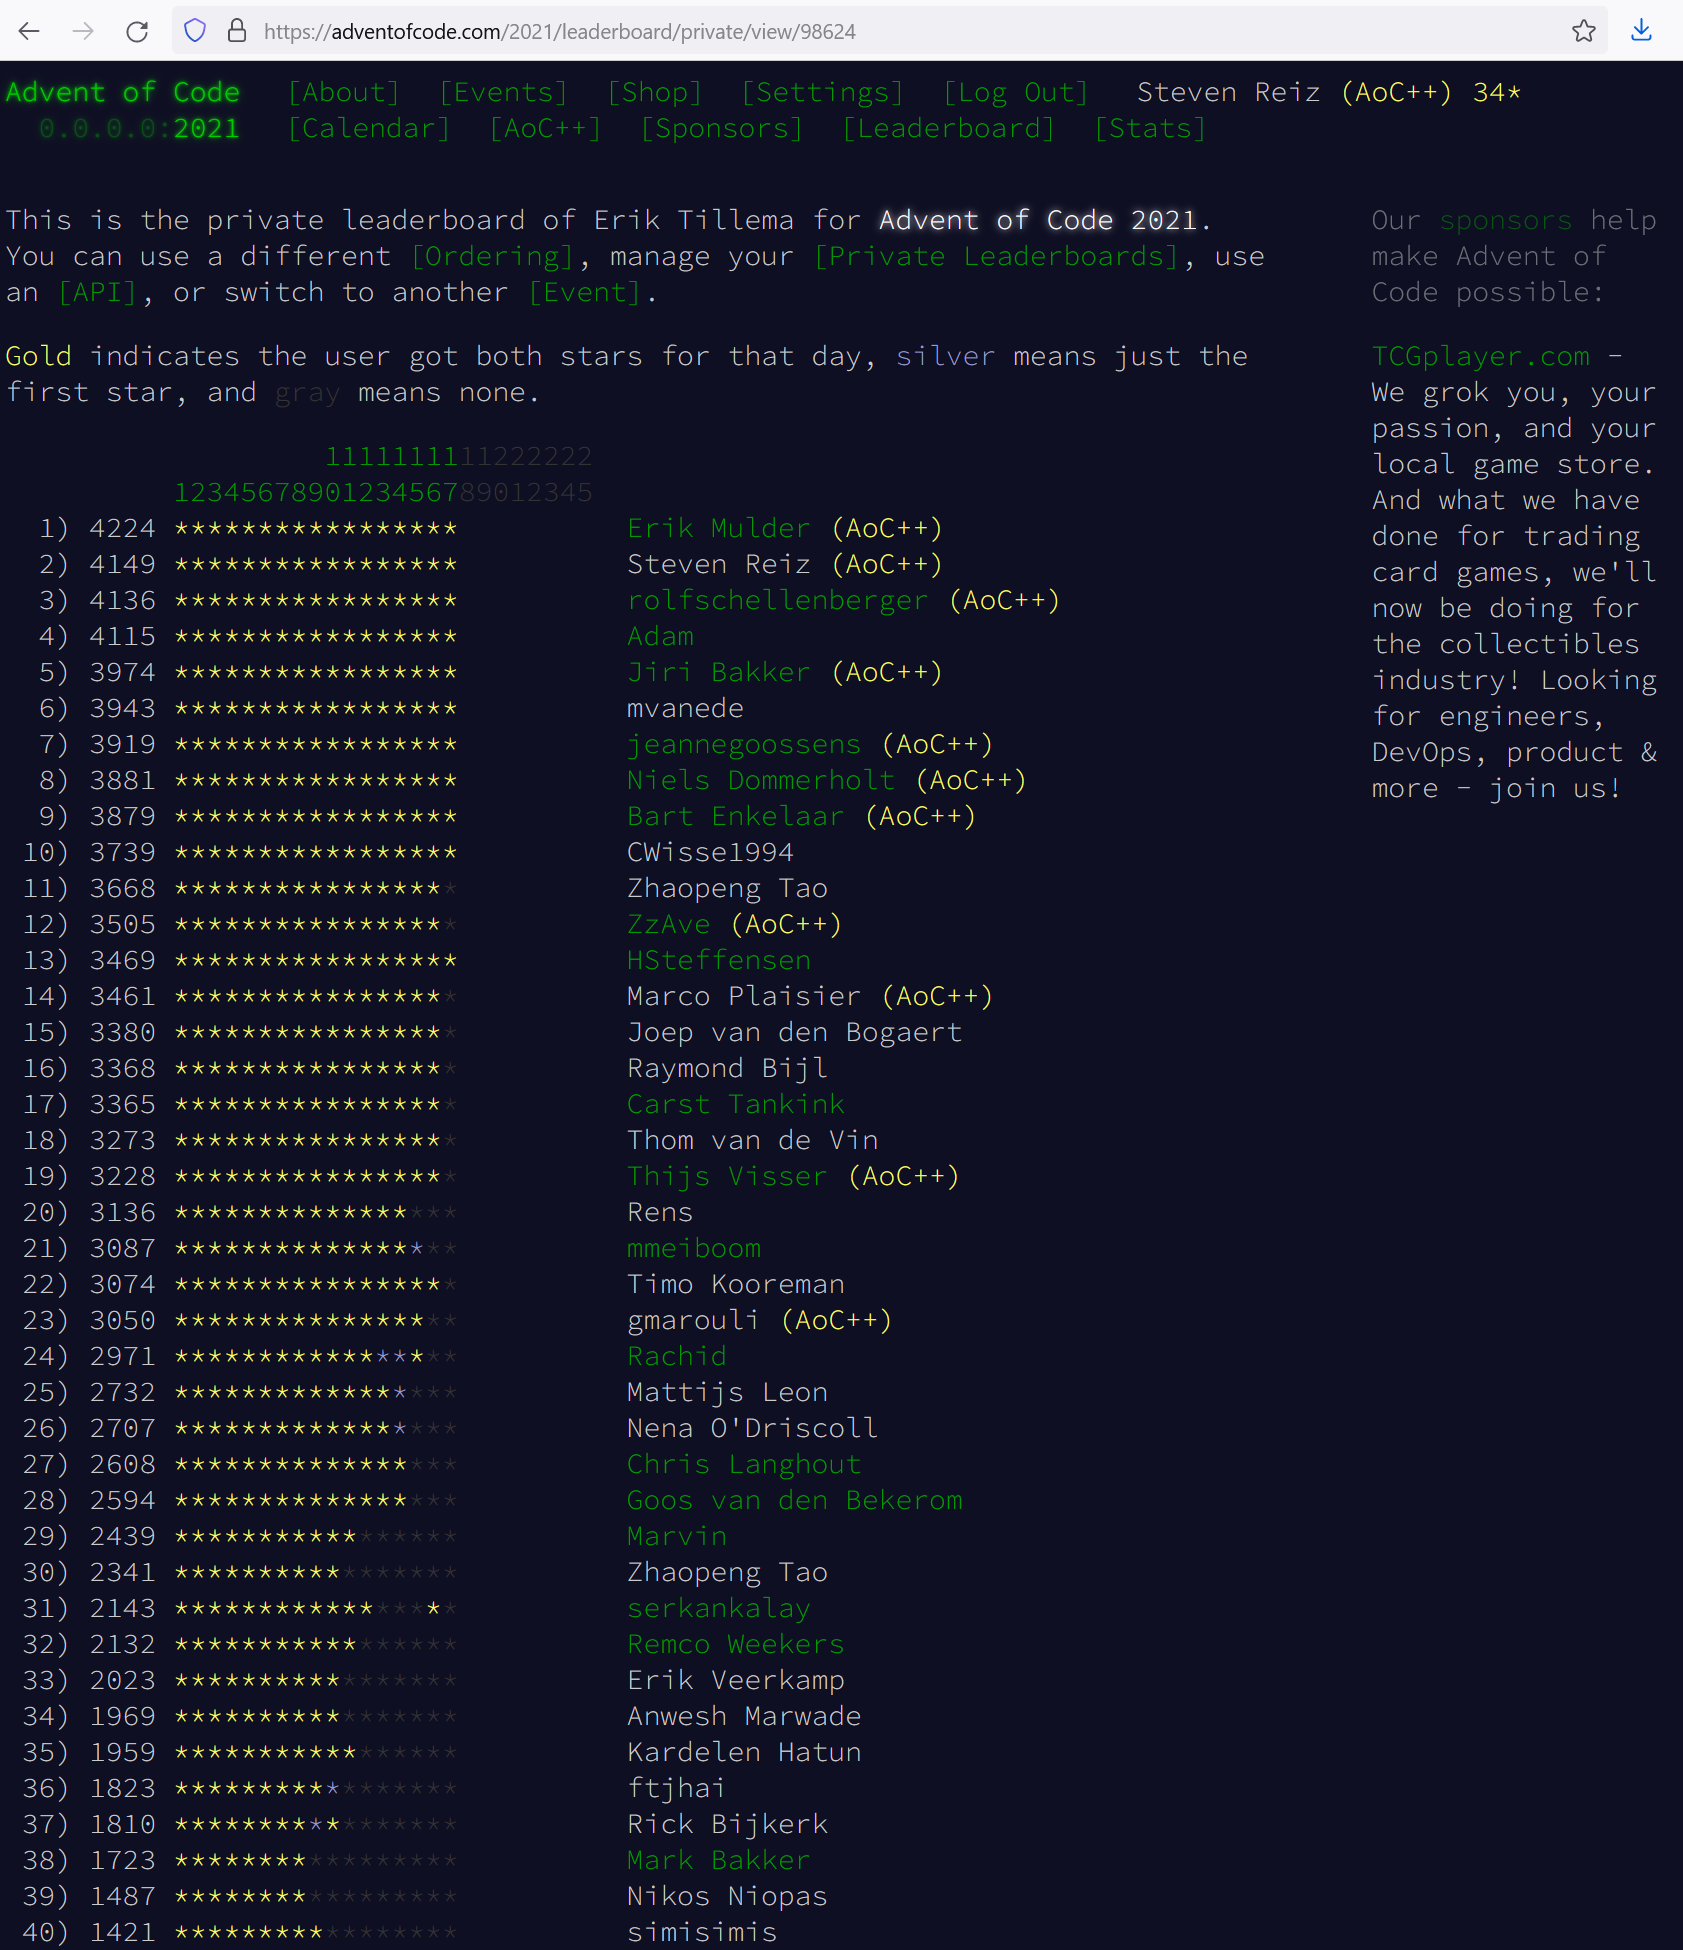 https://adventofcode.com/2021/leaderboard/private/view/98624
Advent of Code [About] [Events] [Shop] [Settings] [Log Out] Steven Reiz (AoC++) 34*
0.0.0.0:2021 [Calendar] [AoC++] [Sponsors] [Leaderboard] [Stats]
This is the private leaderboard of Erik Tillema for Advent of Code 2021.
You can use a different [Ordering], manage your [Private Leaderboards], use
an [API], or switch to another [Event].
Gold indicates the user got both stars for that day, silver means just the
first star, and gray means none.
1111111111222222
1234567890123456789012345
1) 4224 ***************** Erik Mulder (AoC++)
2) 4149 ***************** Steven Reiz (AoC++)
3) 4136 ***************** rolfschellenberger (AoC++)
4) 4115 ***************** Adam
5) 3974 ***************** Jiri Bakker (AoC++)
6) 3943 ***************** mvanede
7) 3919 ***************** jeannegoossens (AoC++)
8) 3881 ***************** Niels Dommerholt (AoC++)
9) 3879 ***************** Bart Enkelaar (AoC++)
10) 3739 ***************** CWisse1994
11) 3668 ***************** Zhaopeng Tao
12) 3505 ***************** ZzAve (AoC++)
13) 3469 ***************** HSteffensen
14) 3461 ***************** Marco Plaisier (AoC++)
15) 3380 ***************** Joep van den Bogaert
16) 3368 ***************** Raymond Bijl
17) 3365 ***************** Carst Tankink
18) 3273 ***************** Thom van de Vin
19) 3228 ***************** Thijs Visser (AoC++)
20) 3136 ***************** Rens
21) 3087 ***************** mmeiboom
22) 3074 ***************** Timo Kooreman
23) 3050 ***************** gmarouli (AoC++)
24) 2971 ***************** Rachid
25) 2732 ***************** Mattijs Leon
26) 2707 ***************** Nena O'Driscoll
27) 2608 ***************** Chris Langhout
28) 2594 ***************** Goos van den Bekerom
29) 2439 ***************** Marvin
30) 2341 ***************** Zhaopeng Tao
31) 2143 ***************** serkankalay
32) 2132 ***************** Remco Weekers
33) 2023 ***************** Erik Veerkamp
34) 1969 ***************** Anwesh Marwade
35) 1959 ***************** Kardelen Hatun
36) 1823 ***************** ftjhai
37) 1810 ***************** Rick Bijkerk
38) 1723 ***************** Mark Bakker
39) 1487 ***************** Nikos Niopas
40) 1421 ***************** simisimis
Our sponsors help
make Advent of
Code possible:
TCGplayer.com -
We grok you, your
passion, and your
local game store.
And what we have
done for trading
card games, we'll
now be doing for
the collectibles
industry! Looking
for engineers,
DevOps, product &
more - join us!